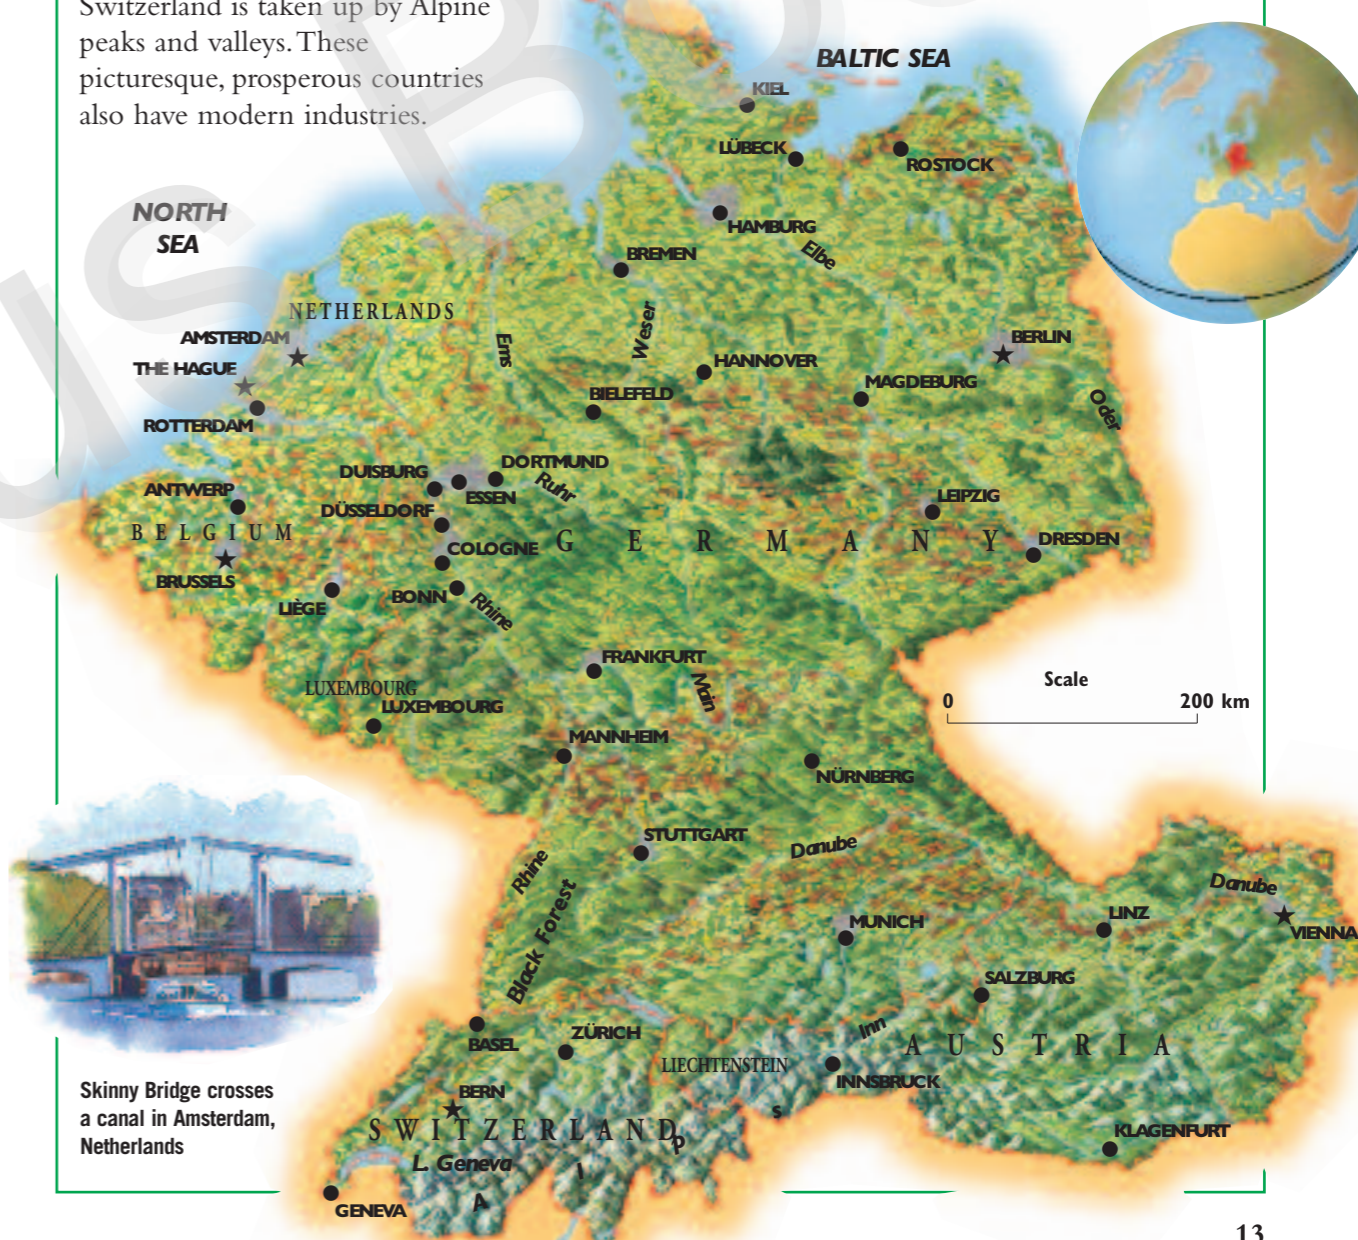 Switzerland is taken up by Alpine
peaks and valleys. These
picturesque, prosperous countries
also have modern industries.
BALTIC SEA
KIEL
LÜBECK
ROSTOCK
NORTH
SEA
HAMBURG
Elbe
BREMEN
NETHERLANDS
AMSTERDAM
THE HAGUE
ROTTERDAM
Ems
Weser
HANNOVER
BERLIN
BIELEFELD
MAGDEBURG
Oder
DUISBURG
DORTMUND
ESSEN
Ruhr
ANTWERP
DÜSSELDORF
LEIPZIG
BELGIUM
COLOGNE
GERMANY
DRESDEN
BRUSSELS
LIÈGE
BONN
Rhine
FRANKFURT
Main
LUXEMBOURG
LUXEMBOURG
Scale
0 200 km
MANNHEIM
NÜRNBERG
STUTTGART
Danube
Rhine
Black Forest
Danube
LINZ
VIENNA
MUNICH
SALZBURG
Inn
AUSTRIA
BASEL
ZÜRICH
LIECHTENSTEIN
INNSBRUCK
BERN
SWITZERLAND
L. Geneva
A l p s
KLAGENFURT
GENEVA
Skinny Bridge crosses
a canal in Amsterdam,
Netherlands
13